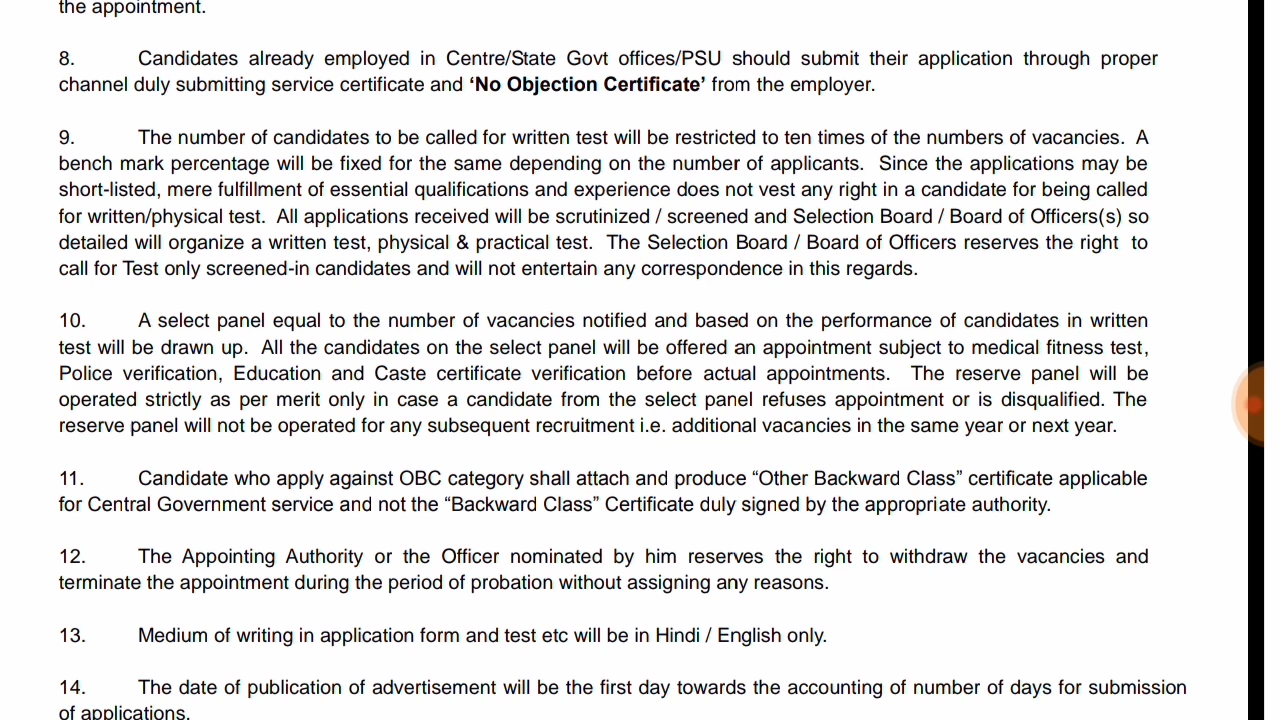 the appointment.
8. Candidates already employed in Centre/State Govt offices/PSU should submit their application through proper
channel duly submitting service certificate and ‘No Objection Certificate’ from the employer.
9. The number of candidates to be called for written test will be restricted to ten times of the numbers of vacancies. A
bench mark percentage will be fixed for the same depending on the number of applicants. Since the applications may be
short-listed, mere fulfillment of essential qualifications and experience does not vest any right in a candidate for being called
for written/physical test. All applications received will be scrutinized / screened and Selection Board / Board of Officers(s) so
detailed will organize a written test, physical & practical test. The Selection Board / Board of Officers reserves the right to
call for Test only screened-in candidates and will not entertain any correspondence in this regards.
10. A select panel equal to the number of vacancies notified and based on the performance of candidates in written
test will be drawn up. All the candidates on the select panel will be offered an appointment subject to medical fitness test,
Police verification, Education and Caste certificate verification before actual appointments. The reserve panel will be
operated strictly as per merit only in case a candidate from the select panel refuses appointment or is disqualified. The
reserve panel will not be operated for any subsequent recruitment i.e. additional vacancies in the same year or next year.
11. Candidate who apply against OBC category shall attach and produce “Other Backward Class” certificate applicable
for Central Government service and not the “Backward Class” Certificate duly signed by the appropriate authority.
12. The Appointing Authority or the Officer nominated by him reserves the right to withdraw the vacancies and
terminate the appointment during the period of probation without assigning any reasons.
13. Medium of writing in application form and test etc will be in Hindi / English only.
14. The date of publication of advertisement will be the first day towards the accounting of number of days for submission
of applications.